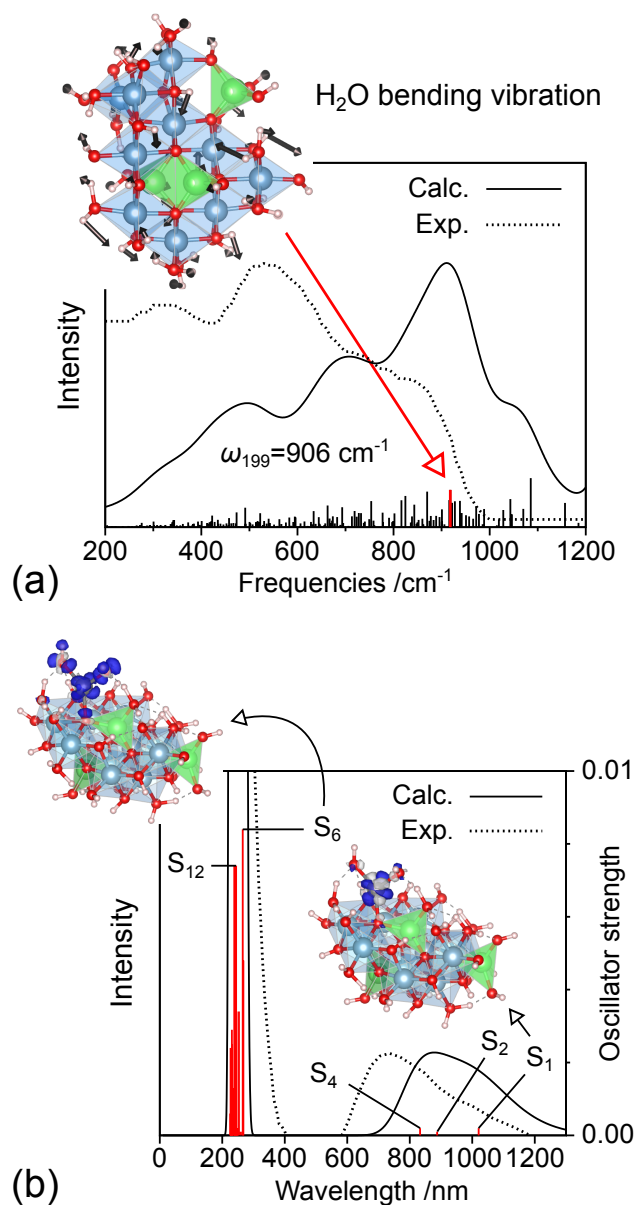 H₂O bending vibration
Calc.
Exp.
Intensity
ω₁₉₉=906 cm⁻¹
200 400 600 800 1000 1200
Frequencies /cm⁻¹
(a)
0.01
Calc.
Exp.
S₆
S₁₂
Intensity
Oscillator strength
S₂
S₄
S₁
0.00
0 200 400 600 800 1000 1200
Wavelength /nm
(b)